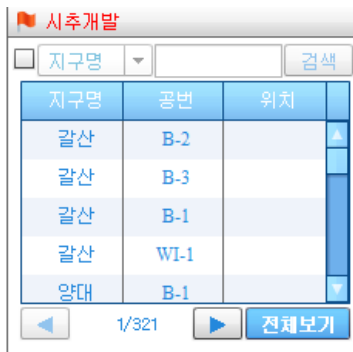 시추개발
지구명 검색
지구명 공번 위치
갈산 B-2
갈산 B-3
갈산 B-1
갈산 WI-1
양대 B-1
1/321 전체보기